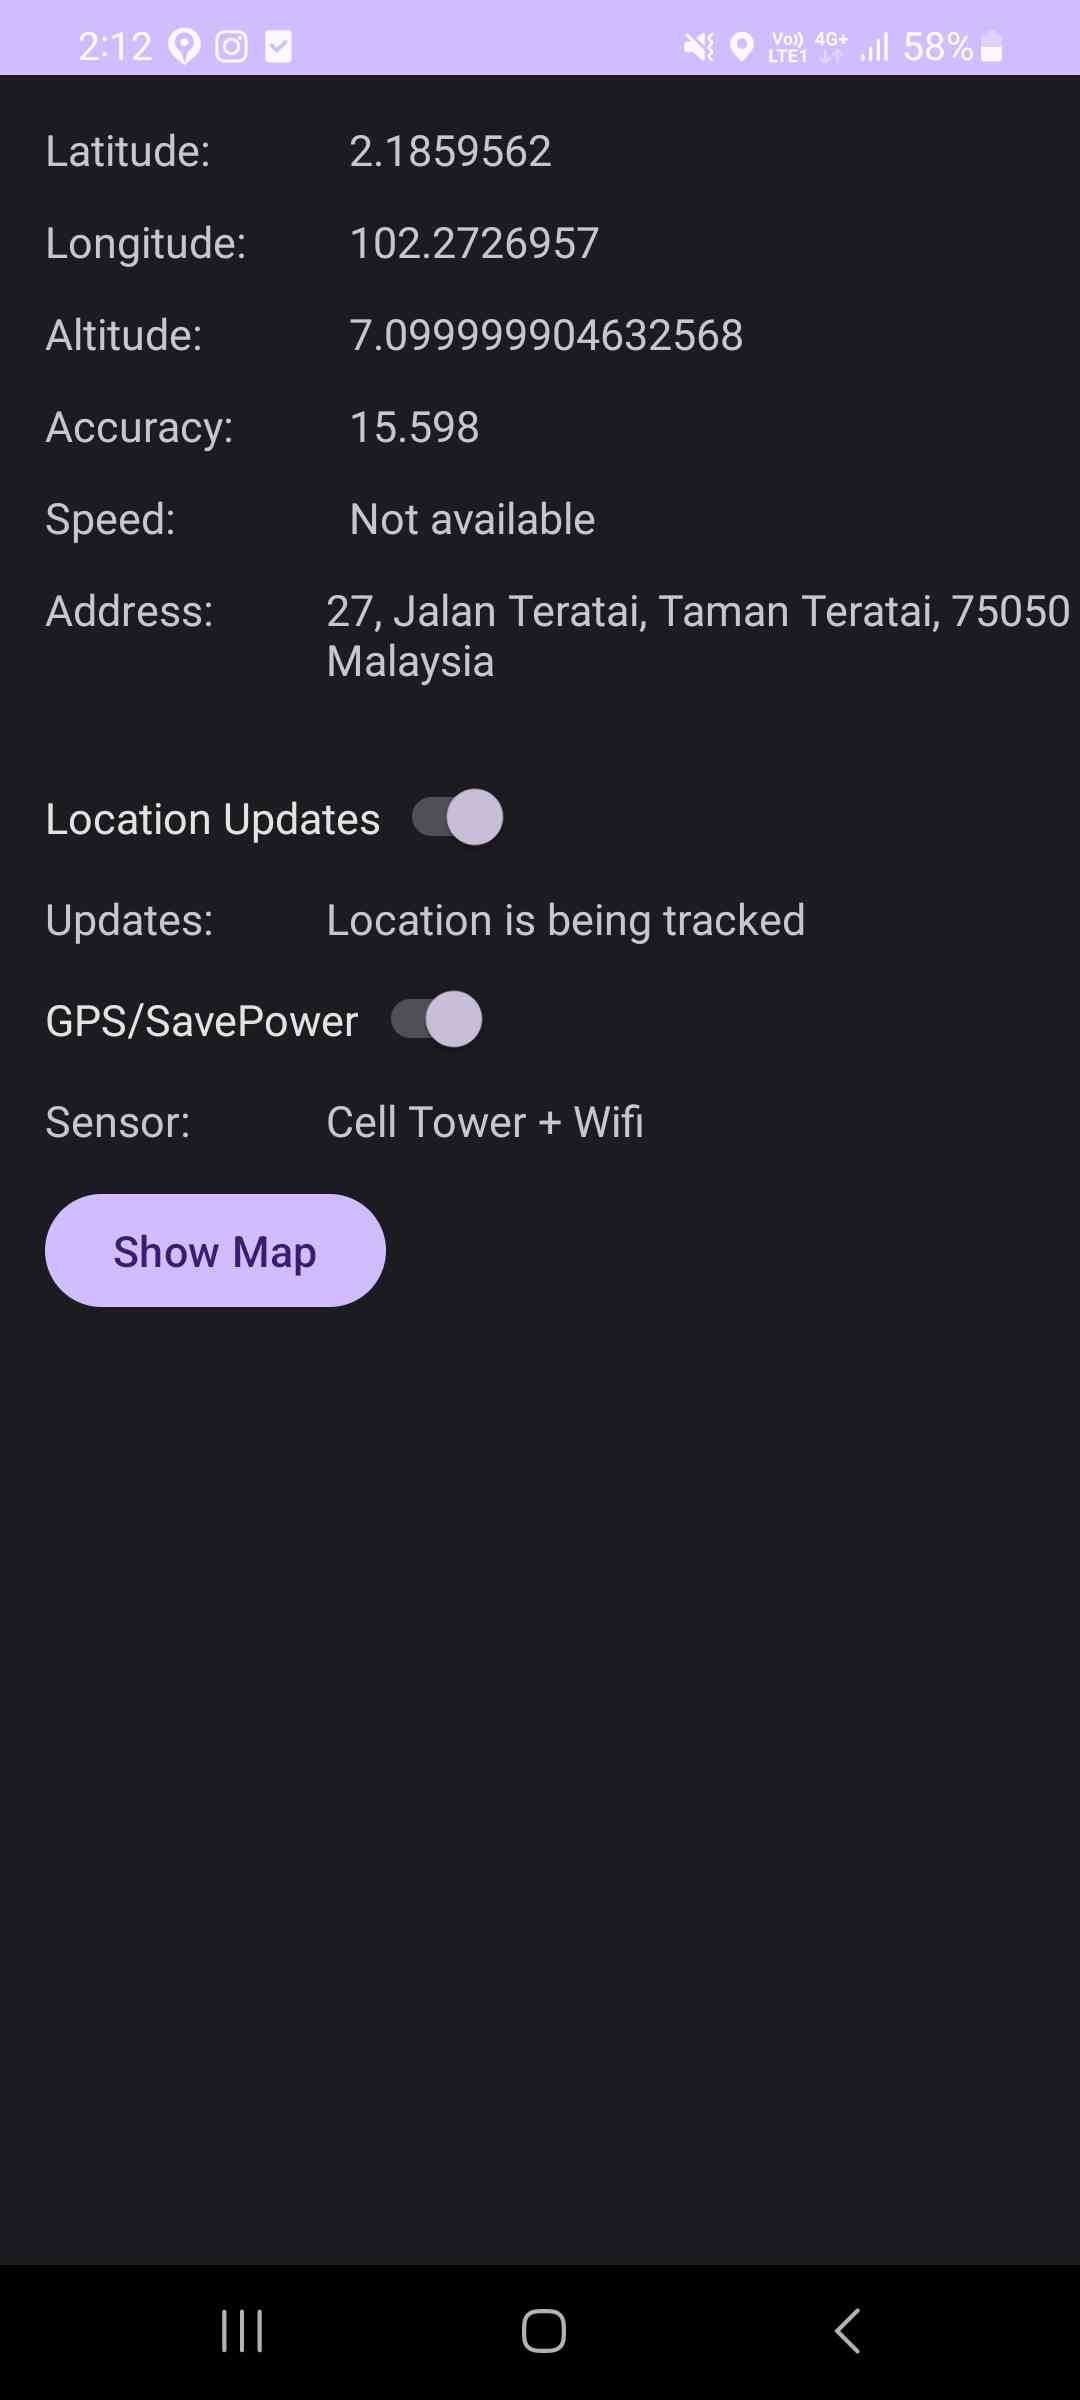 2:12 Vo)) LTE1 4G+ 58%
Latitude: 2.1859562
Longitude: 102.2726957
Altitude: 7.099999904632568
Accuracy: 15.598
Speed: Not available
Address: 27, Jalan Teratai, Taman Teratai, 75050
Malaysia
Location Updates
Updates: Location is being tracked
GPS/SavePower
Sensor: Cell Tower + Wifi
Show Map